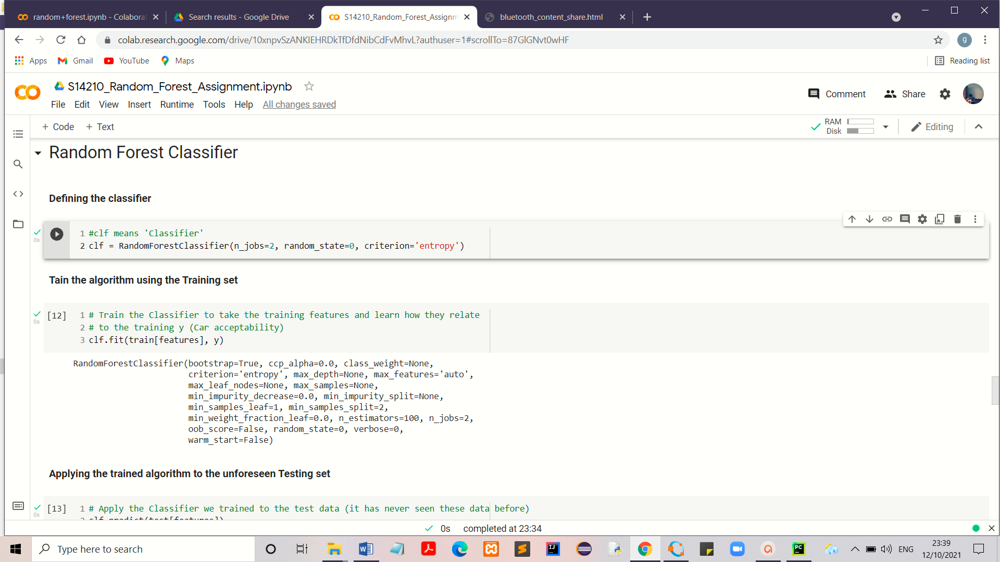 random+forest.ipynb - Colaborat
Search results - Google Drive
S14210_Random_Forest_Assignm
bluetooth_content_share.html
colab.research.google.com/drive/10xnpvSzANKlEHRDkTfDfdNibCdFvMhvL?authuser=1#scrollTo=87GlGNvt0wHF
g
Apps Gmail YouTube Maps Reading list
S14210_Random_Forest_Assignment.ipynb
File Edit View Insert Runtime Tools Help All changes saved
Comment Share
+ Code + Text
RAM
Disk
Editing
Random Forest Classifier
Defining the classifier
0s
1 #clf means 'Classifier'
2 clf = RandomForestClassifier(n_jobs=2, random_state=0, criterion='entropy')
Tain the algorithm using the Training set
0s
[12] 1 # Train the Classifier to take the training features and learn how they relate
2 # to the training y (Car acceptability)
3 clf.fit(train[features], y)
RandomForestClassifier(bootstrap=True, ccp_alpha=0.0, class_weight=None,
criterion='entropy', max_depth=None, max_features='auto',
max_leaf_nodes=None, max_samples=None,
min_impurity_decrease=0.0, min_impurity_split=None,
min_samples_leaf=1, min_samples_split=2,
min_weight_fraction_leaf=0.0, n_estimators=100, n_jobs=2,
oob_score=False, random_state=0, verbose=0,
warm_start=False)
Applying the trained algorithm to the unforeseen Testing set
0s
[13] 1 # Apply the Classifier we trained to the test data (it has never seen these data before)
2 clf.predict(test[features])
0s completed at 23:34
Type here to search
ENG
23:39
12/10/2021